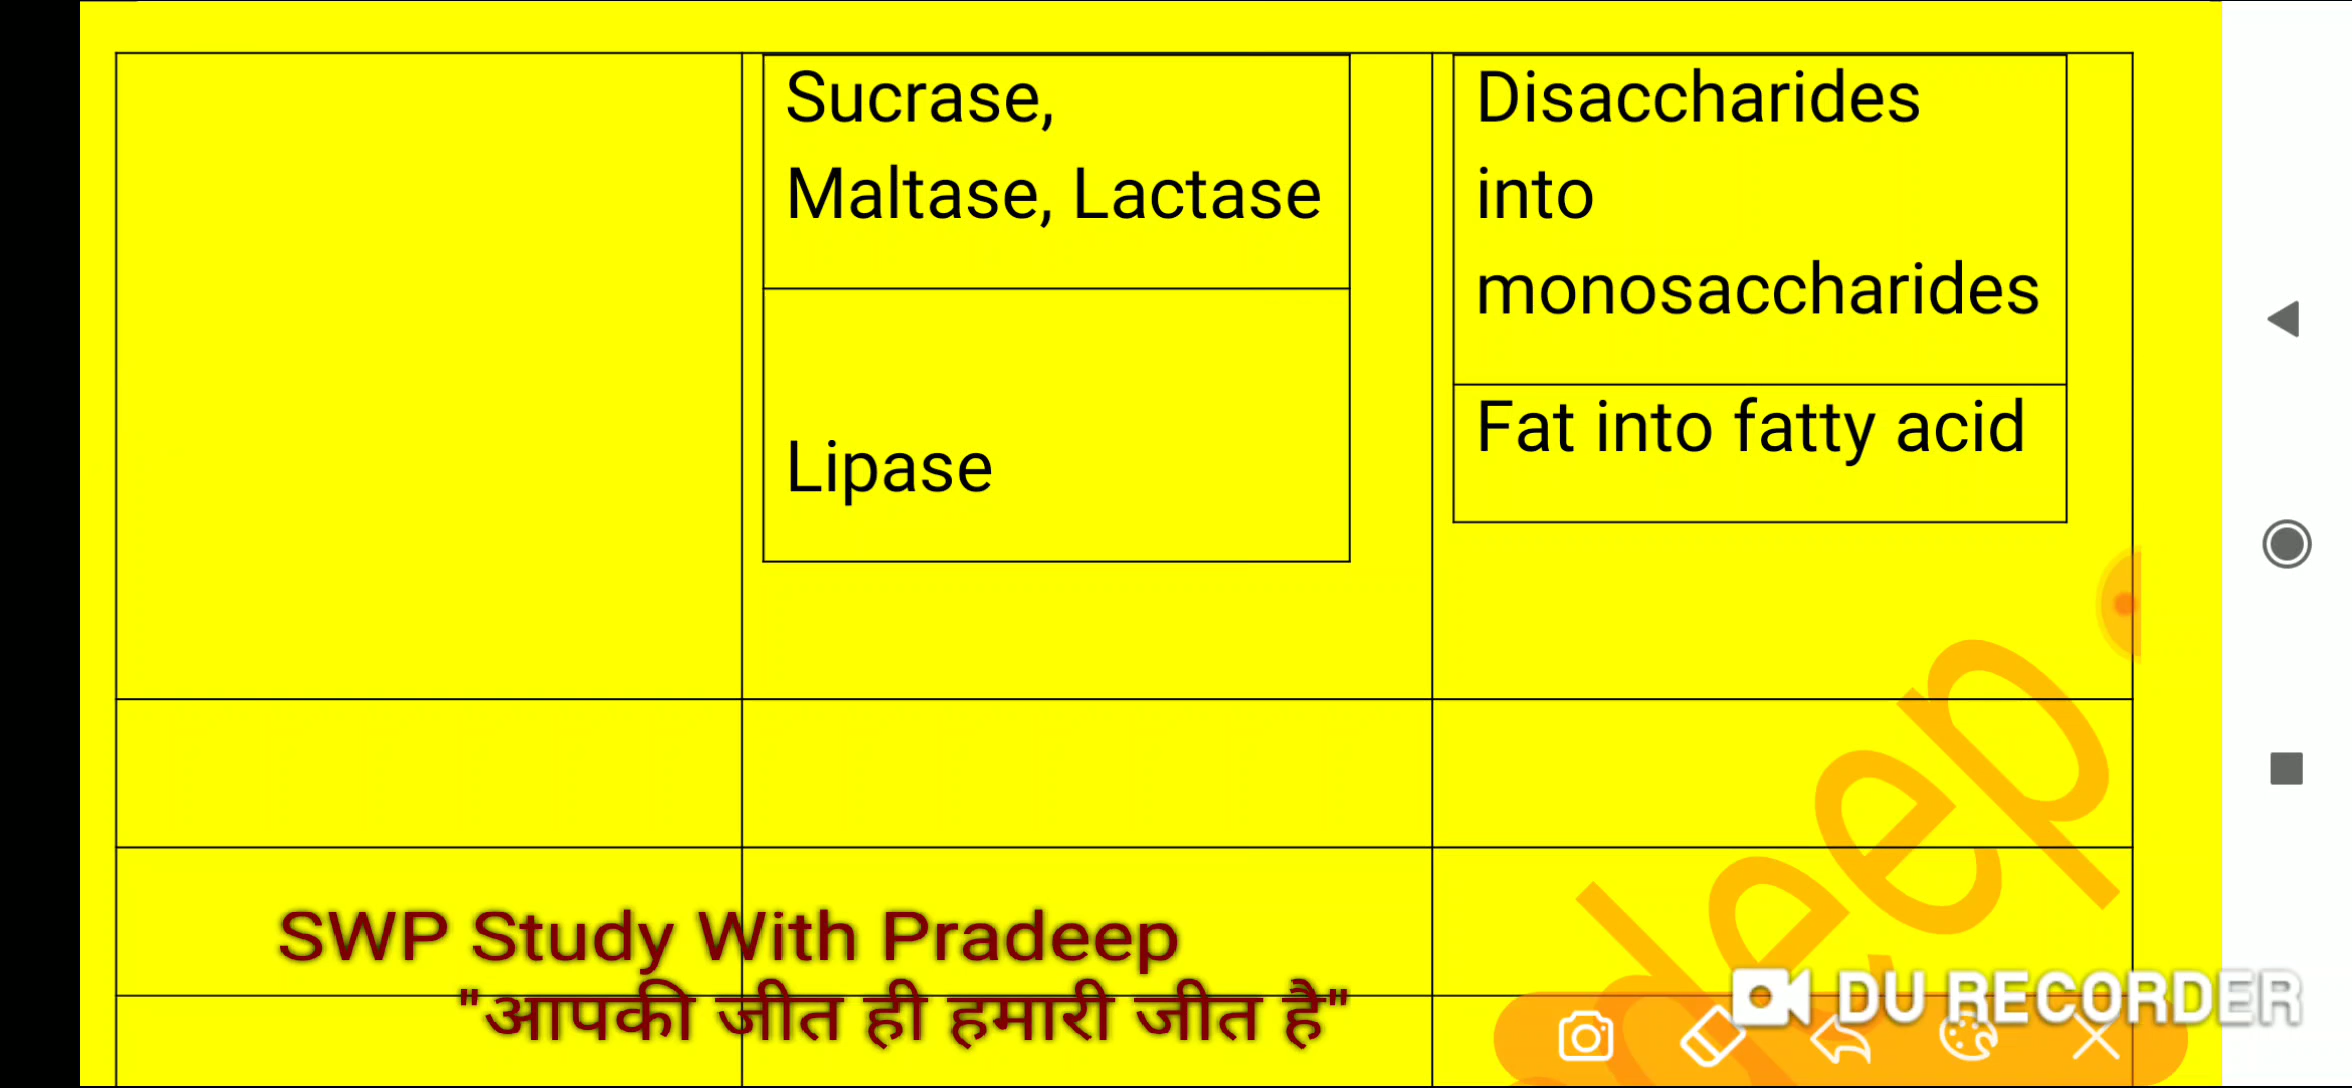 Sucrase,
Maltase, Lactase
Lipase
Disaccharides
into
monosaccharides
Fat into fatty acid
SWP Study With Pradeep
"आपकी जीत ही हमारी जीत है"
deep
DU RECORDER